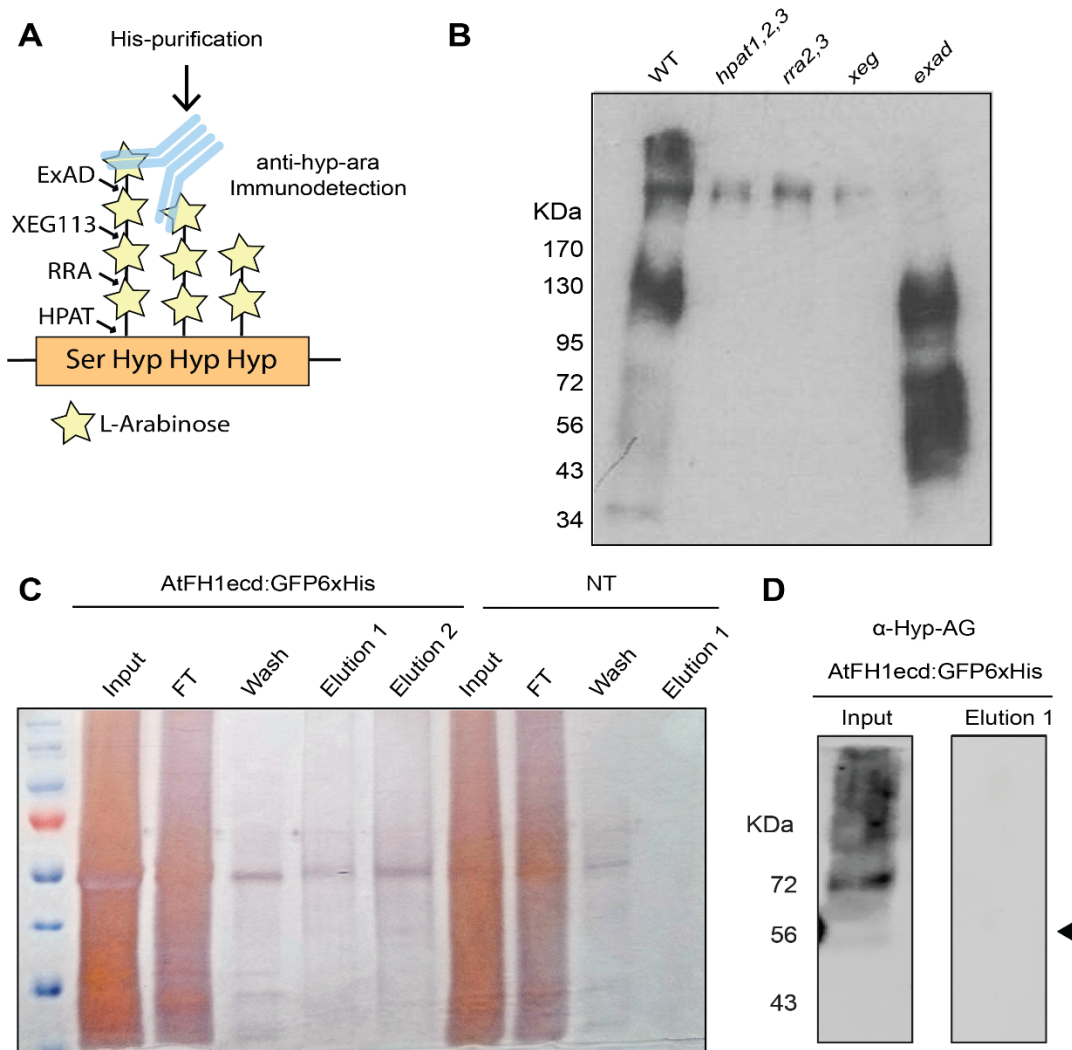 A
His-purification
anti-hyp-ara
Immunodetection
ExAD
XEG113
RRA
HPAT
Ser Hyp Hyp Hyp
L-Arabinose
B
WT
hpat1,2,3
rra2,3
xeg
exad
KDa
170
130
95
72
56
43
34
C
AtFH1ecd:GFP6xHis
NT
Input
FT
Wash
Elution 1
Elution 2
Input
FT
Wash
Elution 1
D
α-Hyp-AG
AtFH1ecd:GFP6xHis
Input
Elution 1
KDa
72
56
43